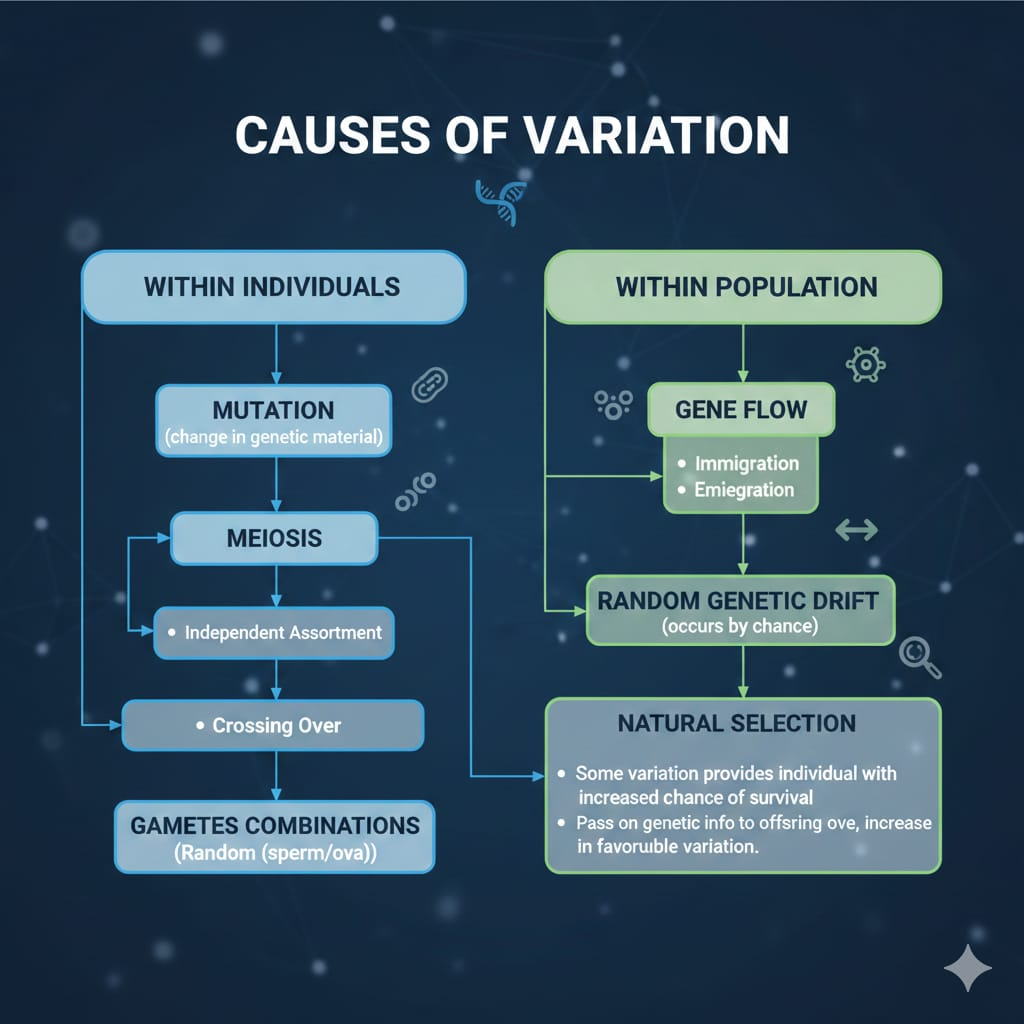 CAUSES OF VARIATION
WITHIN INDIVIDUALS
MUTATION
(change in genetic material)
MEIOSIS
• Independent Assortment
• Crossing Over
GAMETES COMBINATIONS
(Random (sperm/ova))
WITHIN POPULATION
GENE FLOW
• Immigration
• Emiegration
RANDOM GENETIC DRIFT
(occurs by chance)
NATURAL SELECTION
• Some variation provides individual with
increased chance of survival
• Pass on genetic info to offsring ove, increase
in favoruible variation.